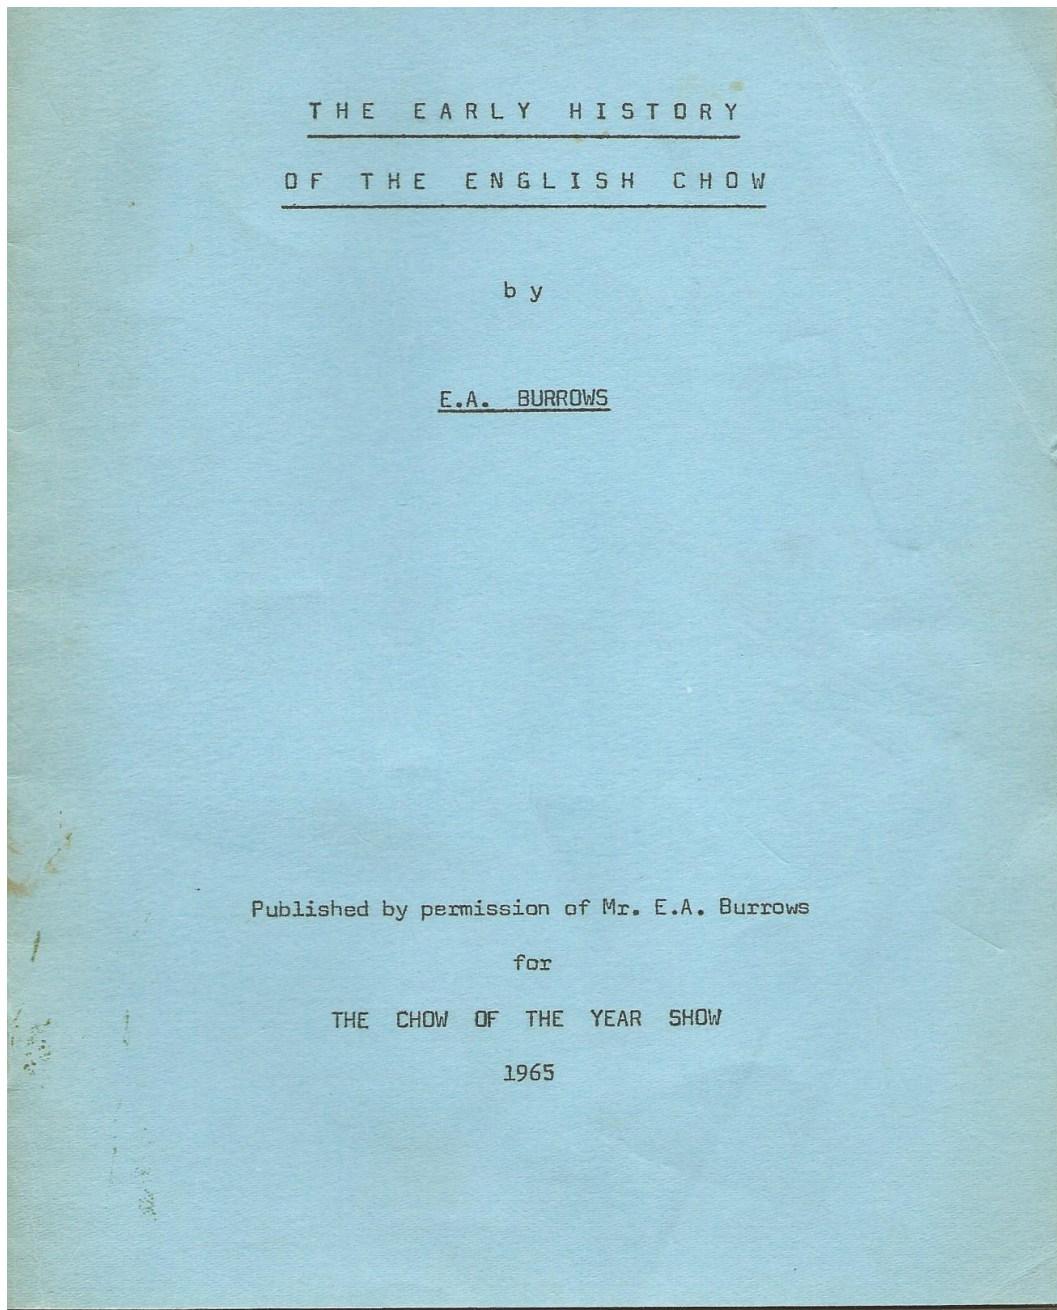 THE EARLY HISTORY
OF THE ENGLISH CHOW
by
E.A. BURROWS
Published by permission of Mr. E.A. Burrows
for
THE CHOW OF THE YEAR SHOW
1965